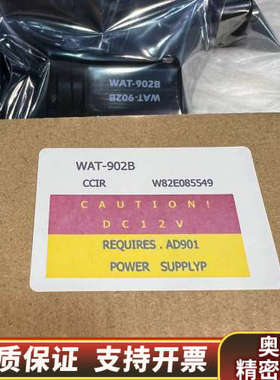 WAT-902B
WAT-902B
WAT-902B
CCIR W82E085549
CAUTION!
DC12V
REQUIRES . AD901
POWER SUPPLYP
质保证 支持开票
奥
精密